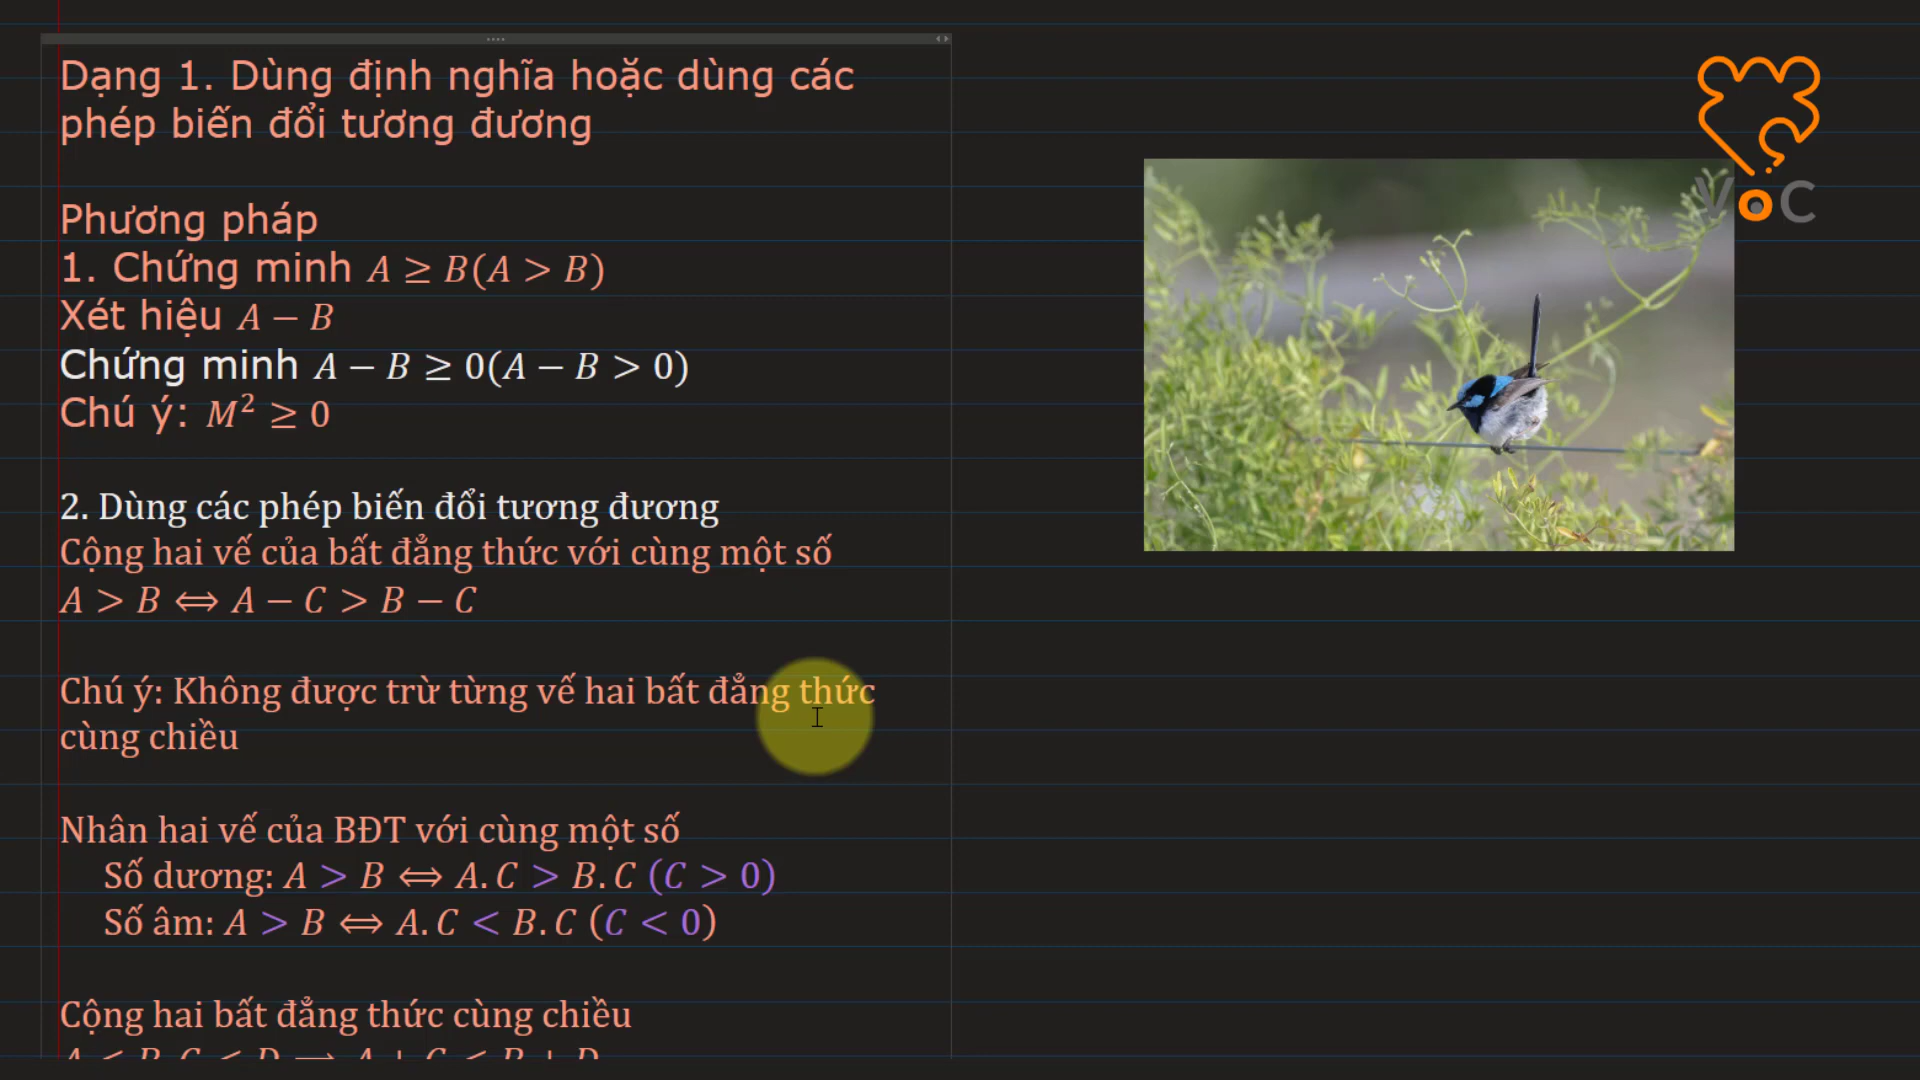 Dạng 1. Dùng định nghĩa hoặc dùng các
phép biến đổi tương đương
Phương pháp
1. Chứng minh A ≥ B(A > B)
Xét hiệu A − B
Chứng minh A − B ≥ 0(A − B > 0)
Chú ý: M² ≥ 0
2. Dùng các phép biến đổi tương đương
Cộng hai vế của bất đẳng thức với cùng một số
A > B ⟺ A − C > B − C
Chú ý: Không được trừ từng vế hai bất đẳng thức
cùng chiều
Nhân hai vế của BĐT với cùng một số
Số dương: A > B ⟺ A. C > B. C (C > 0)
Số âm: A > B ⟺ A. C < B. C (C < 0)
Cộng hai bất đẳng thức cùng chiều
VoC